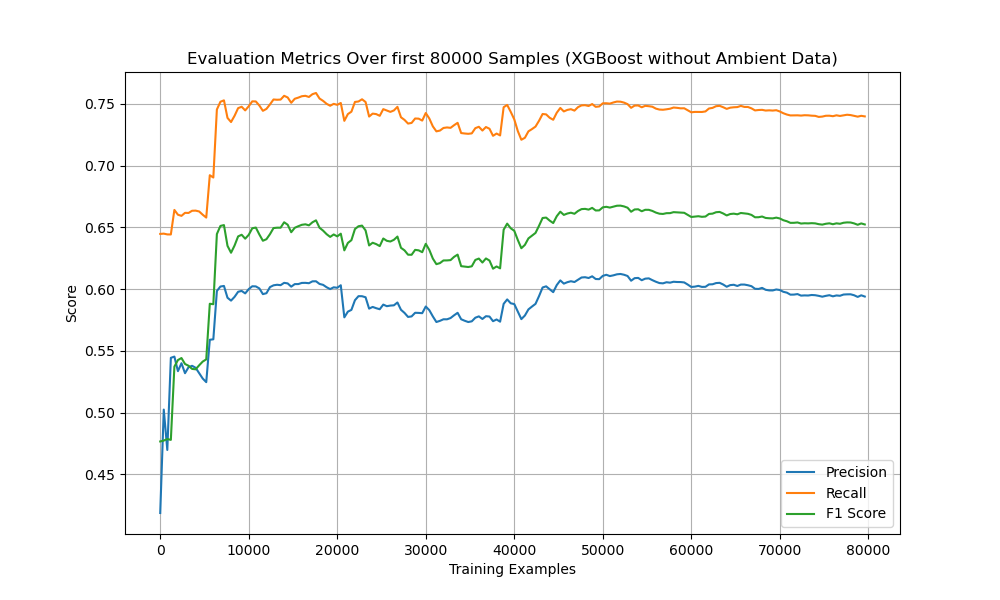 Evaluation Metrics Over first 80000 Samples (XGBoost without Ambient Data)
Score
0.75
0.70
0.65
0.60
0.55
0.50
0.45
0
10000
20000
30000
40000
50000
60000
70000
80000
Training Examples
Precision
Recall
F1 Score